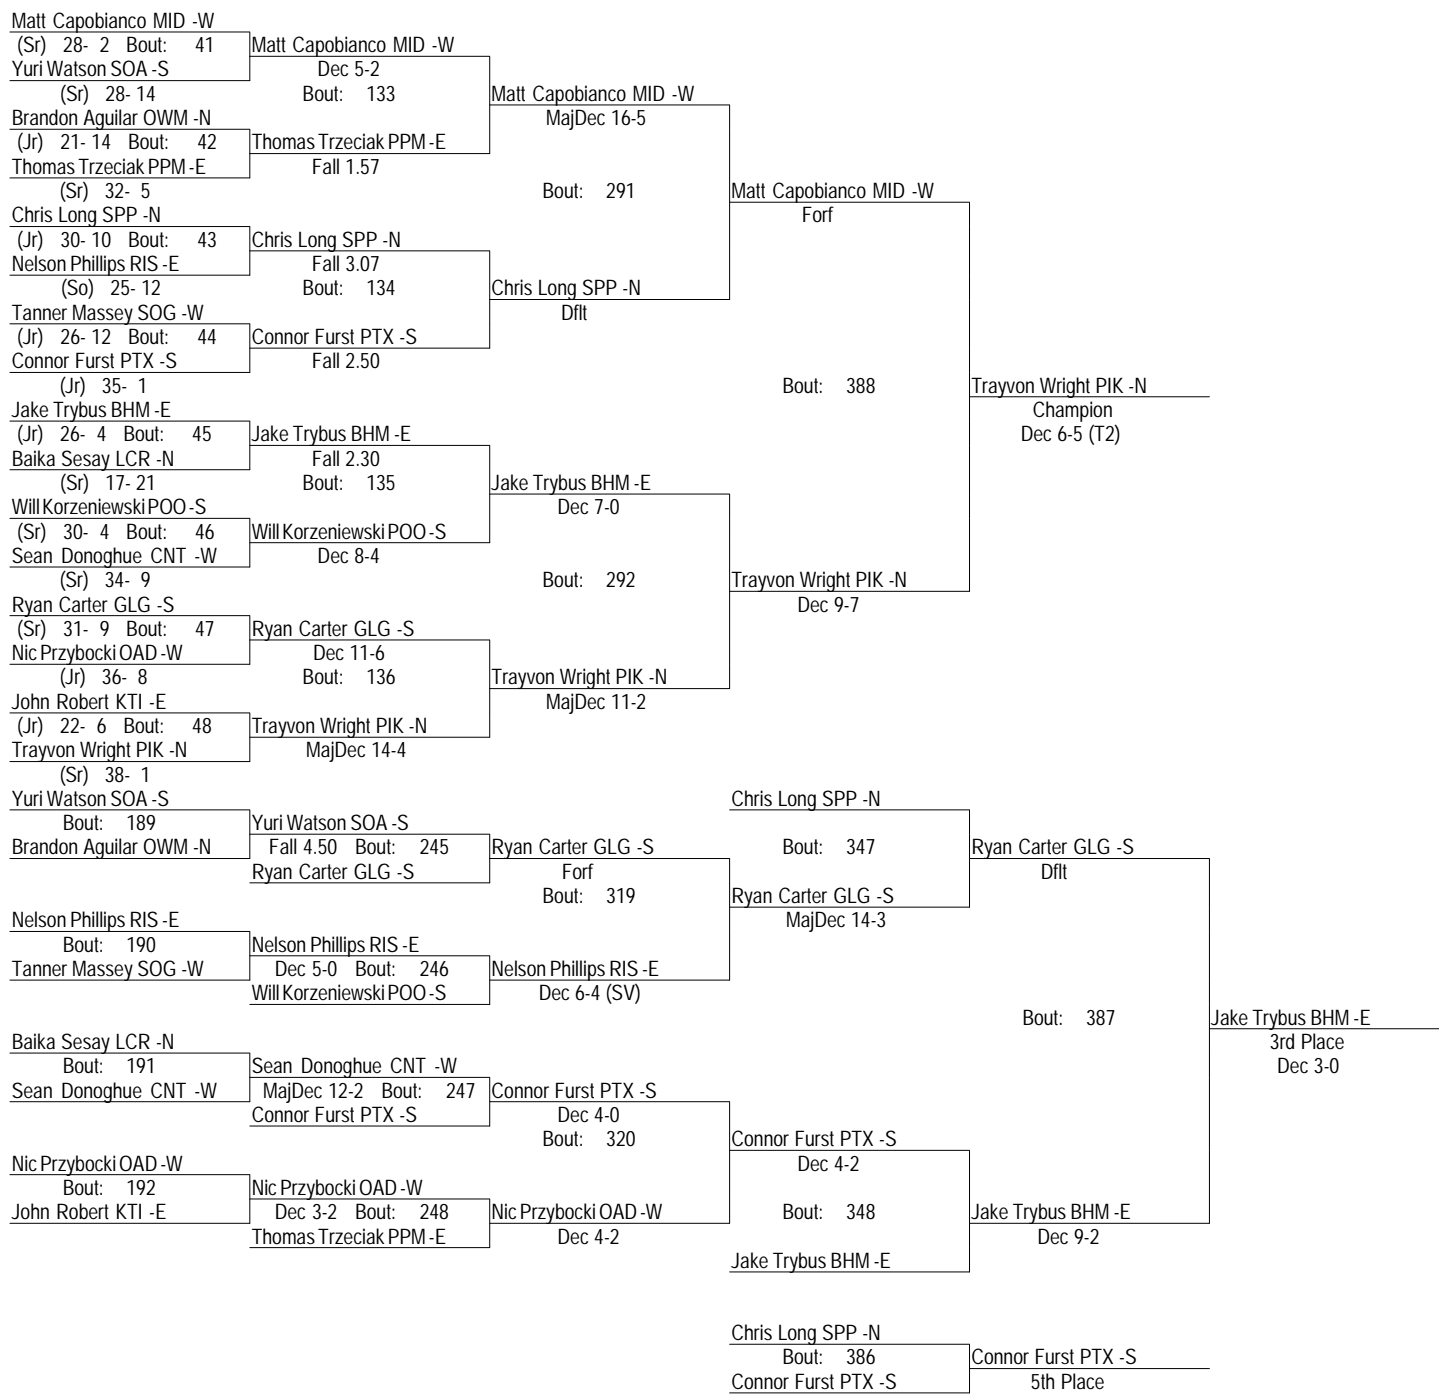 Matt Capobianco MID -W
(Sr) 28- 2 Bout: 41 Matt Capobianco MID -W
Yuri Watson SOA -S Dec 5-2
(Sr) 28- 14 Bout: 133 Matt Capobianco MID -W
Brandon Aguilar OWM -N MajDec 16-5
(Jr) 21- 14 Bout: 42 Thomas Trzeciak PPM -E
Thomas Trzeciak PPM -E Fall 1.57
(Sr) 32- 5 Bout: 291 Matt Capobianco MID -W
Chris Long SPP -N Forf
(Jr) 30- 10 Bout: 43 Chris Long SPP -N
Nelson Phillips RIS -E Fall 3.07
(So) 25- 12 Bout: 134 Chris Long SPP -N
Tanner Massey SOG -W Dflt
(Jr) 26- 12 Bout: 44 Connor Furst PTX -S
Connor Furst PTX -S Fall 2.50
(Jr) 35- 1 Bout: 388 Trayvon Wright PIK -N
Jake Trybus BHM -E Champion
(Jr) 26- 4 Bout: 45 Jake Trybus BHM -E Dec 6-5 (T2)
Baika Sesay LCR -N Fall 2.30
(Sr) 17- 21 Bout: 135 Jake Trybus BHM -E
Will Korzeniewski POO -S Dec 7-0
(Sr) 30- 4 Bout: 46 Will Korzeniewski POO -S
Sean Donoghue CNT -W Dec 8-4
(Sr) 34- 9 Bout: 292 Trayvon Wright PIK -N
Ryan Carter GLG -S Dec 9-7
(Sr) 31- 9 Bout: 47 Ryan Carter GLG -S
Nic Przybocki OAD -W Dec 11-6
(Jr) 36- 8 Bout: 136 Trayvon Wright PIK -N
John Robert KTI -E MajDec 11-2
(Jr) 22- 6 Bout: 48 Trayvon Wright PIK -N
Trayvon Wright PIK -N MajDec 14-4
(Sr) 38- 1
Yuri Watson SOA -S Chris Long SPP -N
Bout: 189 Yuri Watson SOA -S
Brandon Aguilar OWM -N Fall 4.50 Bout: 245 Ryan Carter GLG -S Bout: 347 Ryan Carter GLG -S
Ryan Carter GLG -S Forf Dflt
Bout: 319 Ryan Carter GLG -S
Nelson Phillips RIS -E MajDec 14-3
Bout: 190 Nelson Phillips RIS -E
Tanner Massey SOG -W Dec 5-0 Bout: 246 Nelson Phillips RIS -E
Will Korzeniewski POO -S Dec 6-4 (SV)
Bout: 387 Jake Trybus BHM -E
Baika Sesay LCR -N 3rd Place
Bout: 191 Sean Donoghue CNT -W Dec 3-0
Sean Donoghue CNT -W MajDec 12-2 Bout: 247 Connor Furst PTX -S
Connor Furst PTX -S Dec 4-0
Bout: 320 Connor Furst PTX -S
Nic Przybocki OAD -W Dec 4-2
Bout: 192 Nic Przybocki OAD -W
John Robert KTI -E Dec 3-2 Bout: 248 Nic Przybocki OAD -W Bout: 348 Jake Trybus BHM -E
Thomas Trzeciak PPM -E Dec 4-2 Dec 9-2
Jake Trybus BHM -E
Chris Long SPP -N
Bout: 386 Connor Furst PTX -S
Connor Furst PTX -S 5th Place